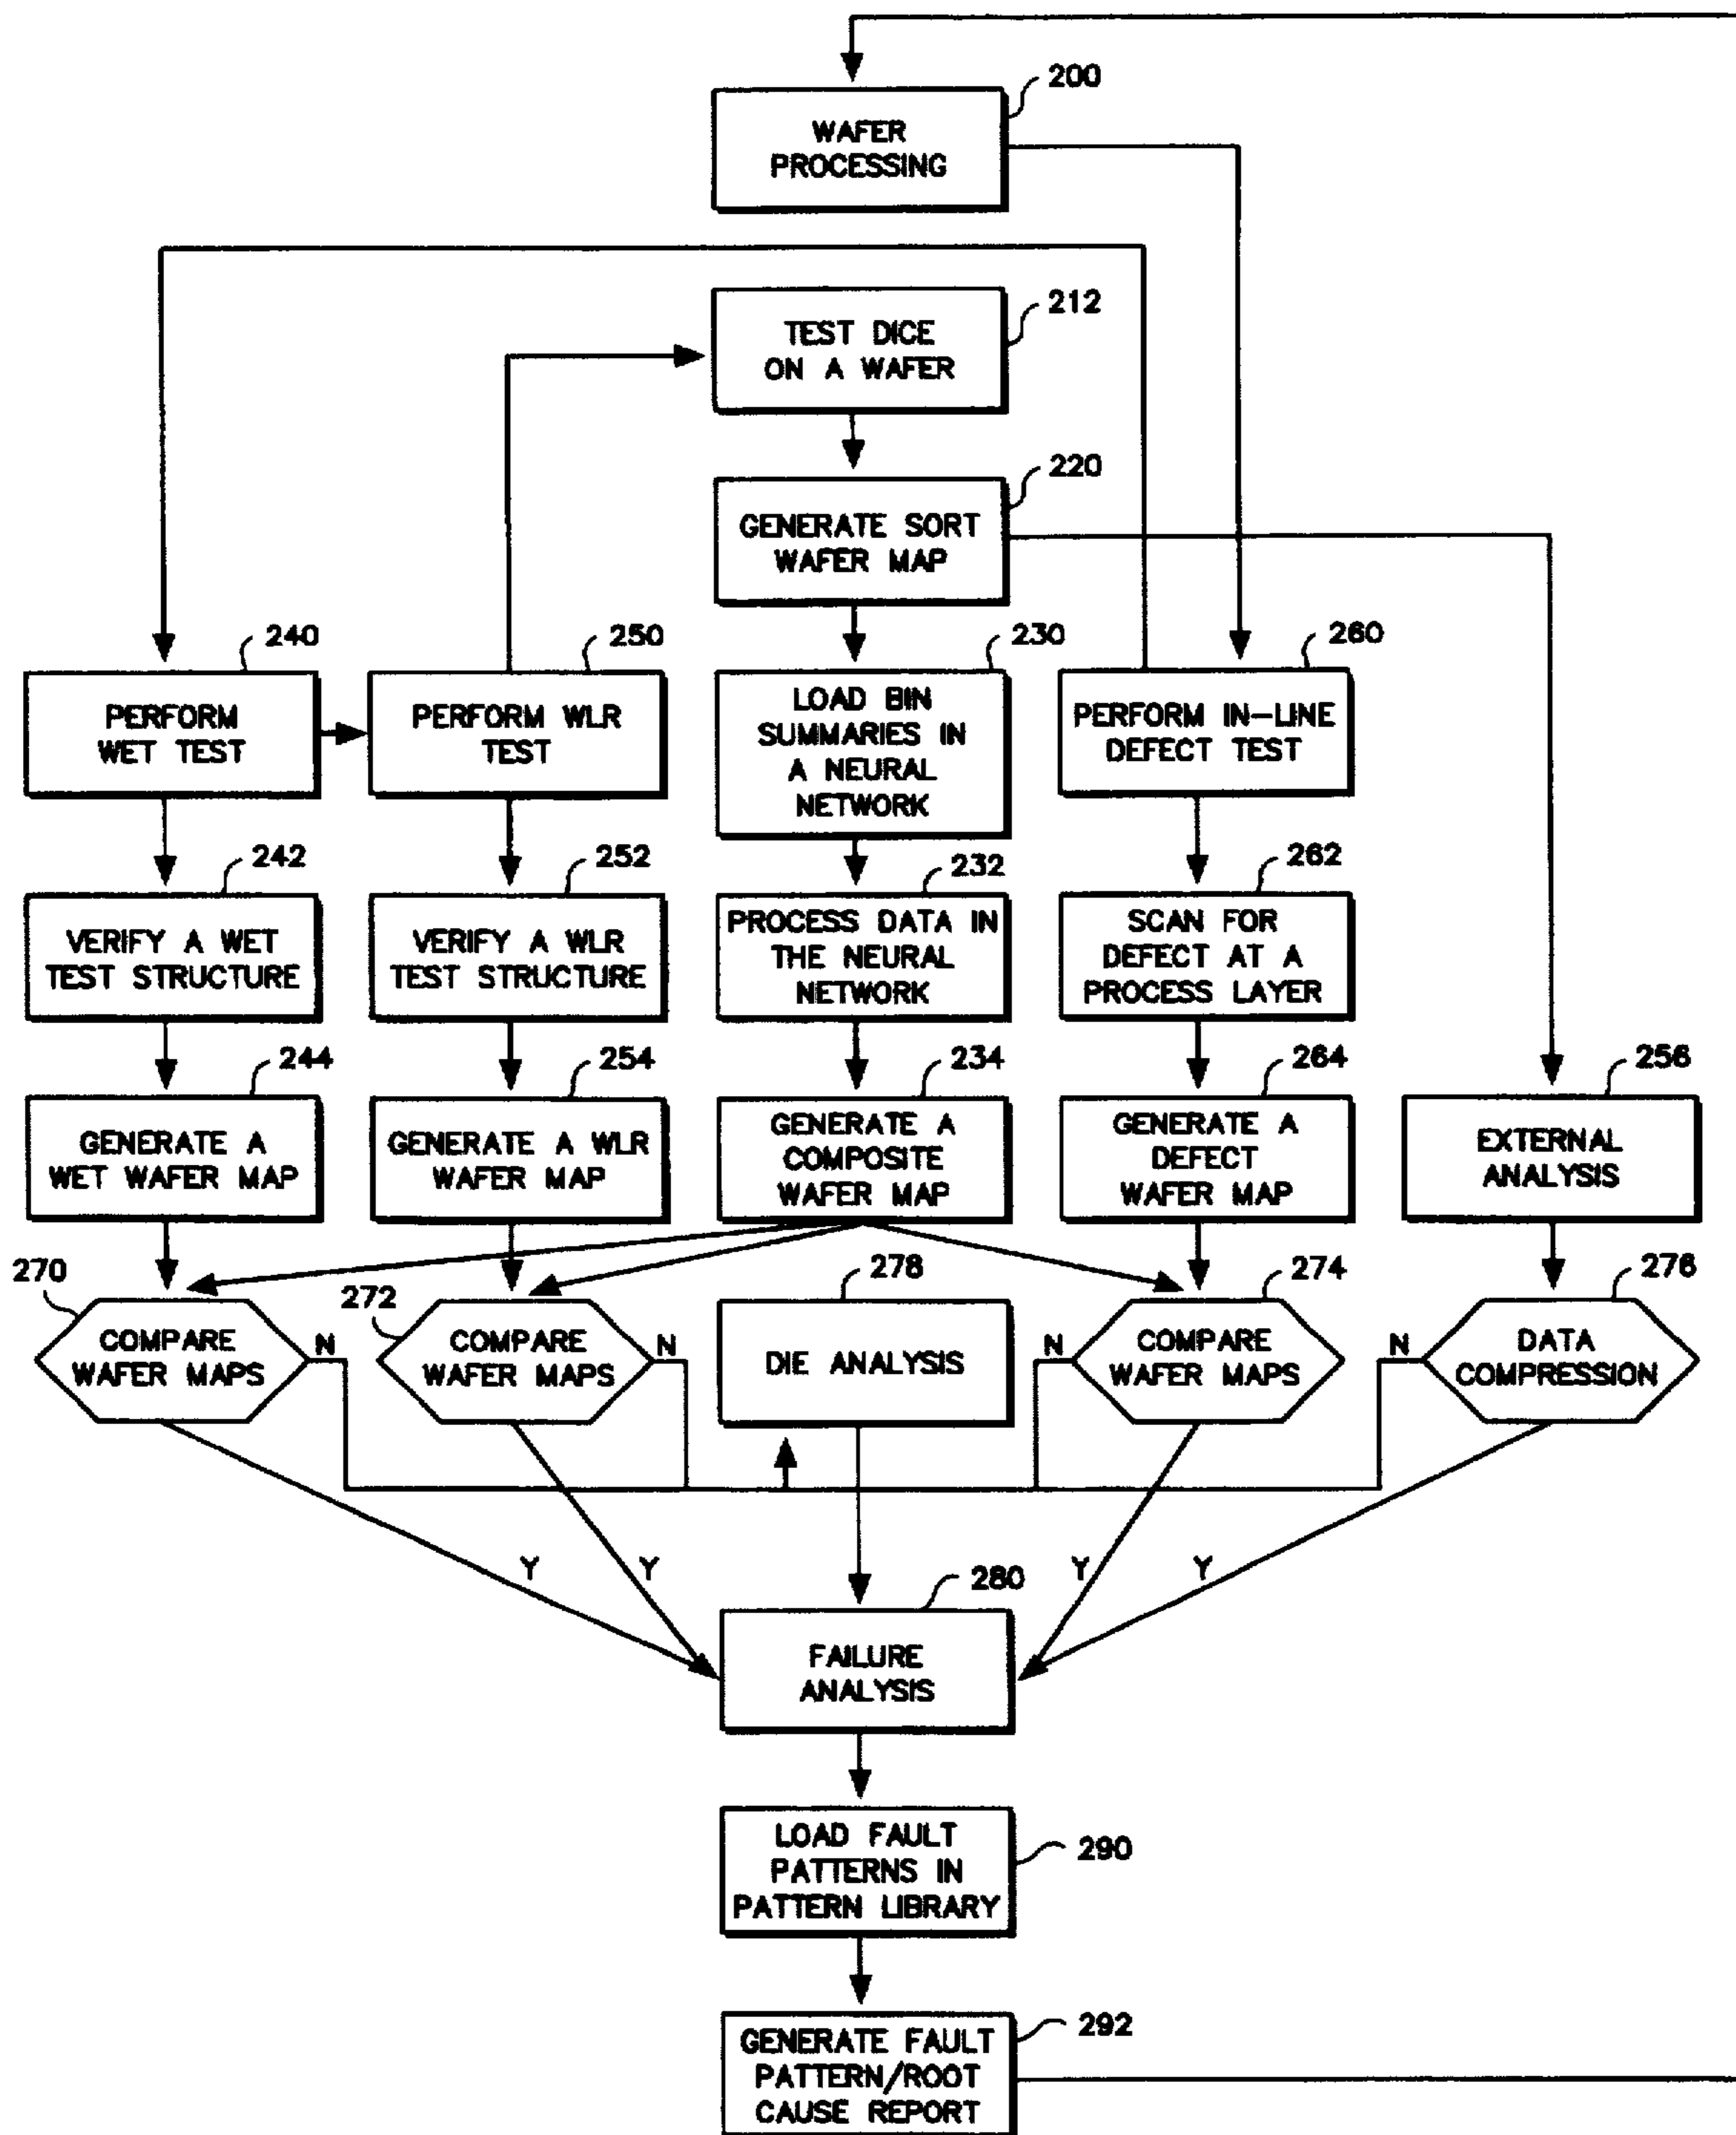 200
WAFER
PROCESSING
212
TEST DICE
ON A WAFER
220
GENERATE SORT
WAFER MAP
240
PERFORM
WET TEST
250
PERFORM WLR
TEST
230
LOAD BIN
SUMMARIES IN
A NEURAL
NETWORK
260
PERFORM IN-LINE
DEFECT TEST
242
VERIFY A WET
TEST STRUCTURE
252
VERIFY A WLR
TEST STRUCTURE
232
PROCESS DATA IN
THE NEURAL
NETWORK
262
SCAN FOR
DEFECT AT A
PROCESS LAYER
244
GENERATE A
WET WAFER MAP
254
GENERATE A WLR
WAFER MAP
234
GENERATE A
COMPOSITE
WAFER MAP
264
GENERATE A
DEFECT
WAFER MAP
256
EXTERNAL
ANALYSIS
270
COMPARE
WAFER MAPS
N
272
COMPARE
WAFER MAPS
N
278
DIE ANALYSIS
274
N
COMPARE
WAFER MAPS
276
N
DATA
COMPRESSION
Y
Y
Y
Y
280
FAILURE
ANALYSIS
290
LOAD FAULT
PATTERNS IN
PATTERN LIBRARY
292
GENERATE FAULT
PATTERN/ROOT
CAUSE REPORT